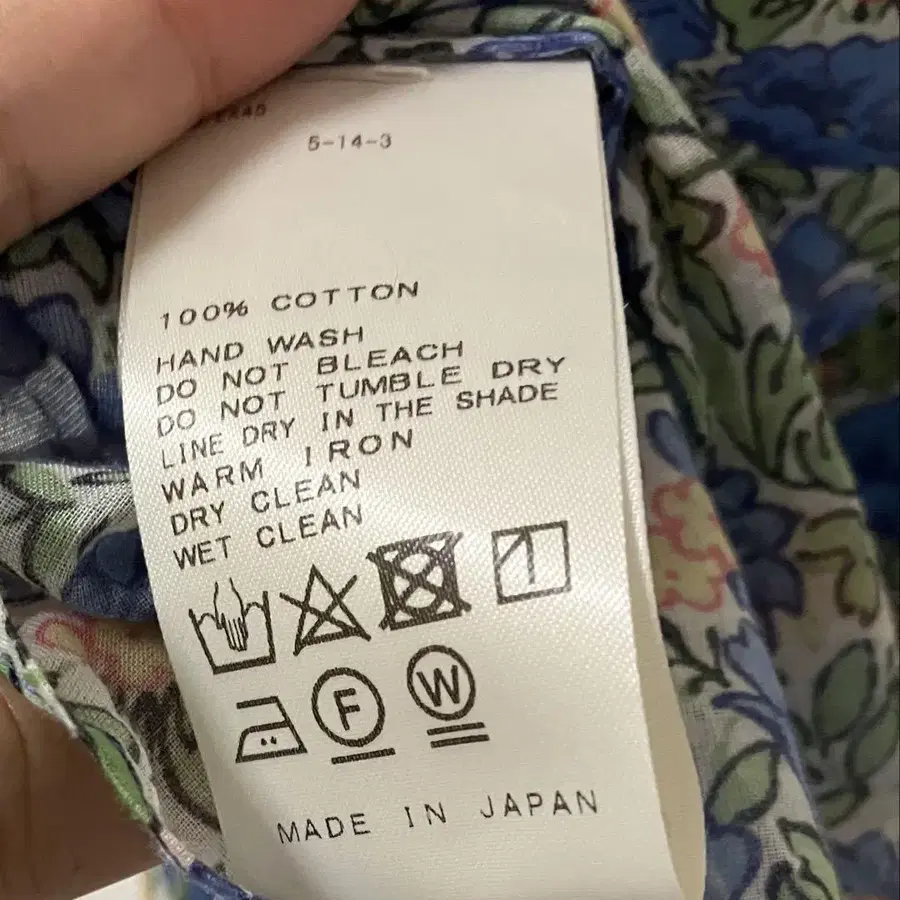 5-14-3
100% COTTON
HAND WASH
DO NOT BLEACH
DO NOT TUMBLE DRY
LINE DRY IN THE SHADE
WARM IRON
DRY CLEAN
WET CLEAN
F
W
MADE IN JAPAN